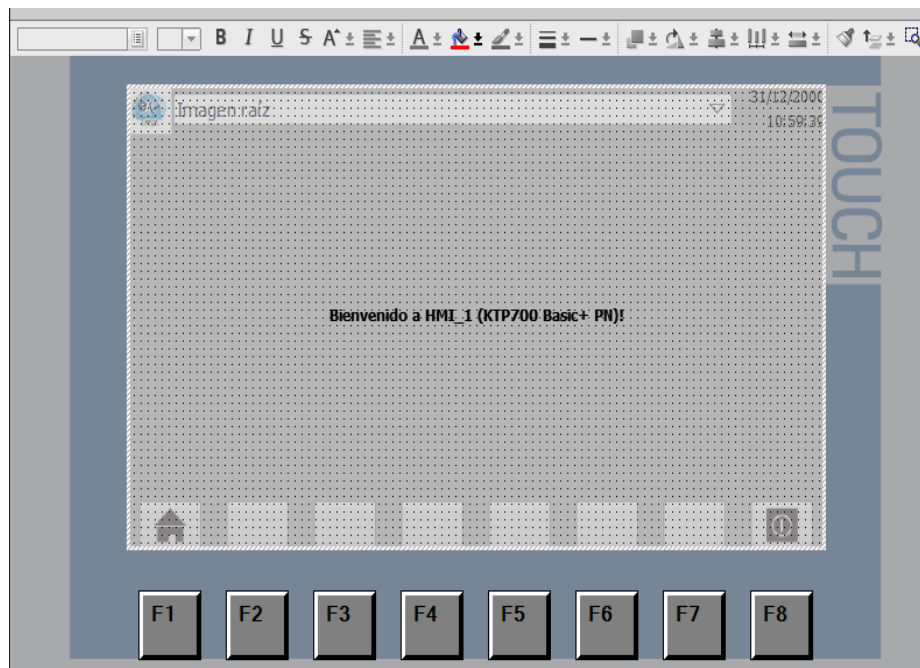 B I U S A A
31/12/2000
Imagen raíz
10:59:39
TOUCH
Bienvenido a HMI_1 (KTP700 Basic+ PN)!
F1 F2 F3 F4 F5 F6 F7 F8